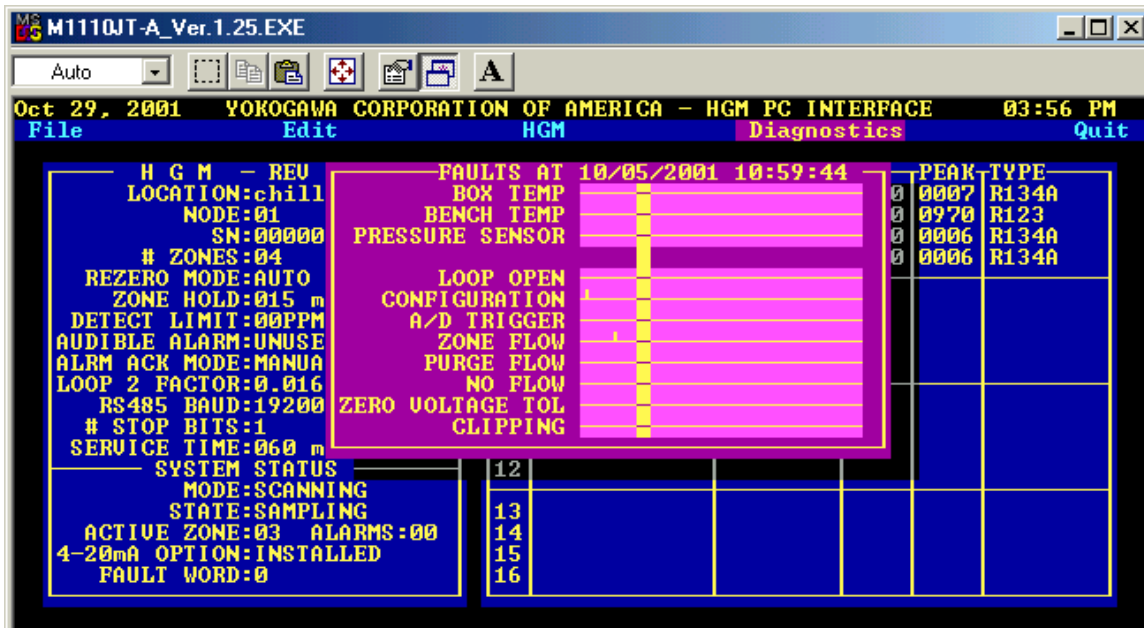 M1110JT-A_Ver.1.25.EXE
Auto
A
Oct 29, 2001 YOKOGAWA CORPORATION OF AMERICA - HGM PC INTERFACE 03:56 PM
File Edit HGM Diagnostics Quit
H G M - REV
LOCATION:chill
NODE:01
SN:00000
# ZONES:04
REZERO MODE:AUTO
ZONE HOLD:015 m
DETECT LIMIT:00PPM
AUDIBLE ALARM:UNUSE
ALRM ACK MODE:MANUA
LOOP 2 FACTOR:0.016
RS485 BAUD:19200
# STOP BITS:1
SERVICE TIME:060 m
SYSTEM STATUS
MODE:SCANNING
STATE:SAMPLING
ACTIVE ZONE:03 ALARMS:00
4-20mA OPTION:INSTALLED
FAULT WORD:0
FAULTS AT 10/05/2001 10:59:44
BOX TEMP
BENCH TEMP
PRESSURE SENSOR
LOOP OPEN
CONFIGURATION
A/D TRIGGER
ZONE FLOW
PURGE FLOW
NO FLOW
ZERO VOLTAGE TOL
CLIPPING
PEAK TYPE
0 0007 R134A
0 0970 R123
0 0006 R134A
0 0006 R134A
12
13
14
15
16